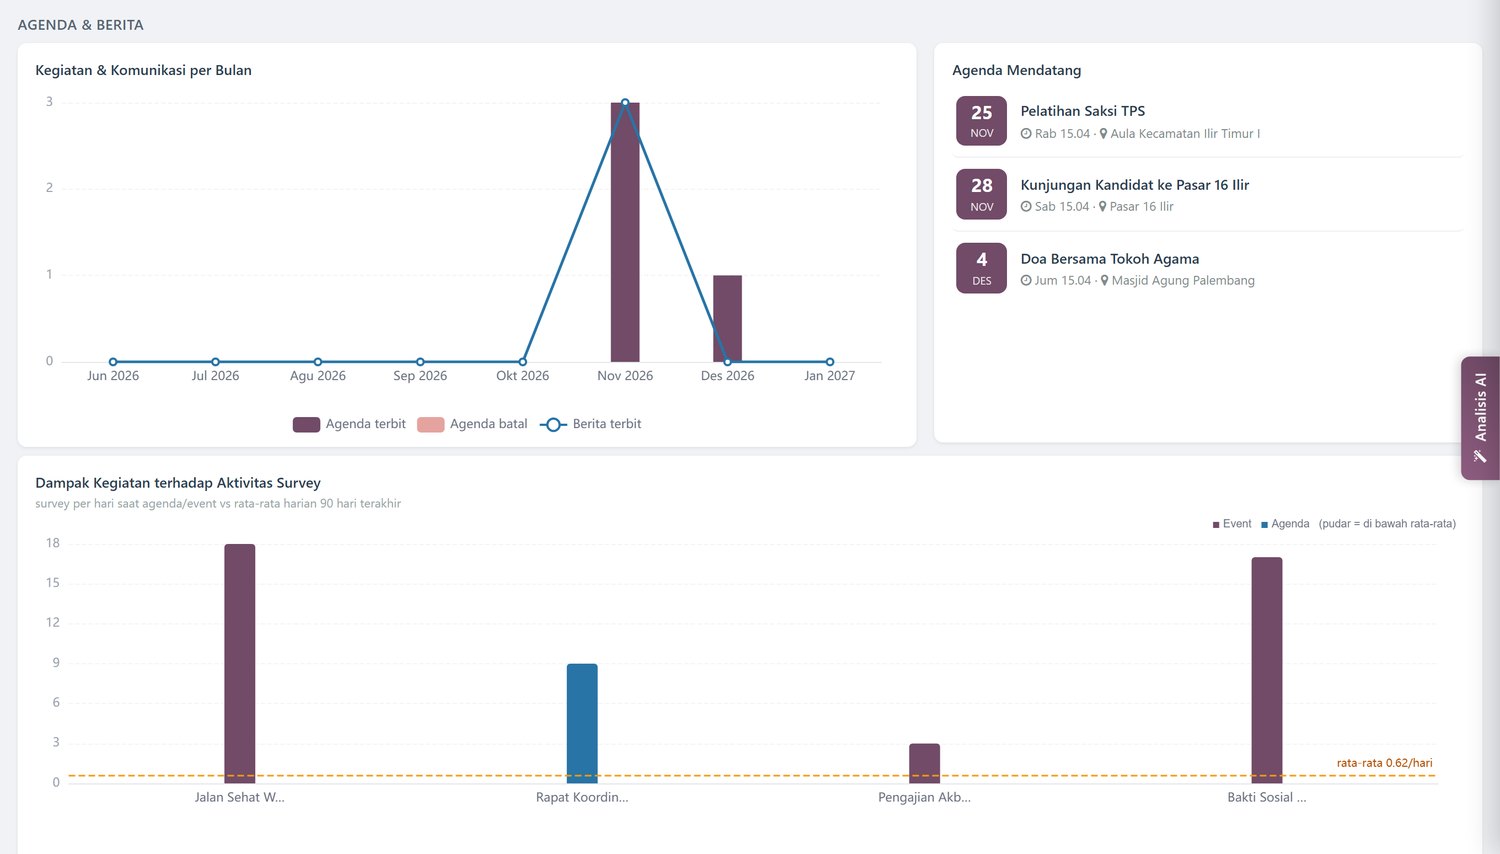 AGENDA & BERITA
Kegiatan & Komunikasi per Bulan
3
2
1
0
Jun 2026
Jul 2026
Agu 2026
Sep 2026
Okt 2026
Nov 2026
Des 2026
Jan 2027
Agenda terbit
Agenda batal
Berita terbit
Agenda Mendatang
25
NOV
Pelatihan Saksi TPS
Rab 15.04 · Aula Kecamatan Ilir Timur I
28
NOV
Kunjungan Kandidat ke Pasar 16 Ilir
Sab 15.04 · Pasar 16 Ilir
4
DES
Doa Bersama Tokoh Agama
Jum 15.04 · Masjid Agung Palembang
Analisis AI
Dampak Kegiatan terhadap Aktivitas Survey
survey per hari saat agenda/event vs rata-rata harian 90 hari terakhir
Event
Agenda
(pudar = di bawah rata-rata)
18
15
12
9
6
3
0
rata-rata 0.62/hari
Jalan Sehat W...
Rapat Koordin...
Pengajian Akb...
Bakti Sosial ...